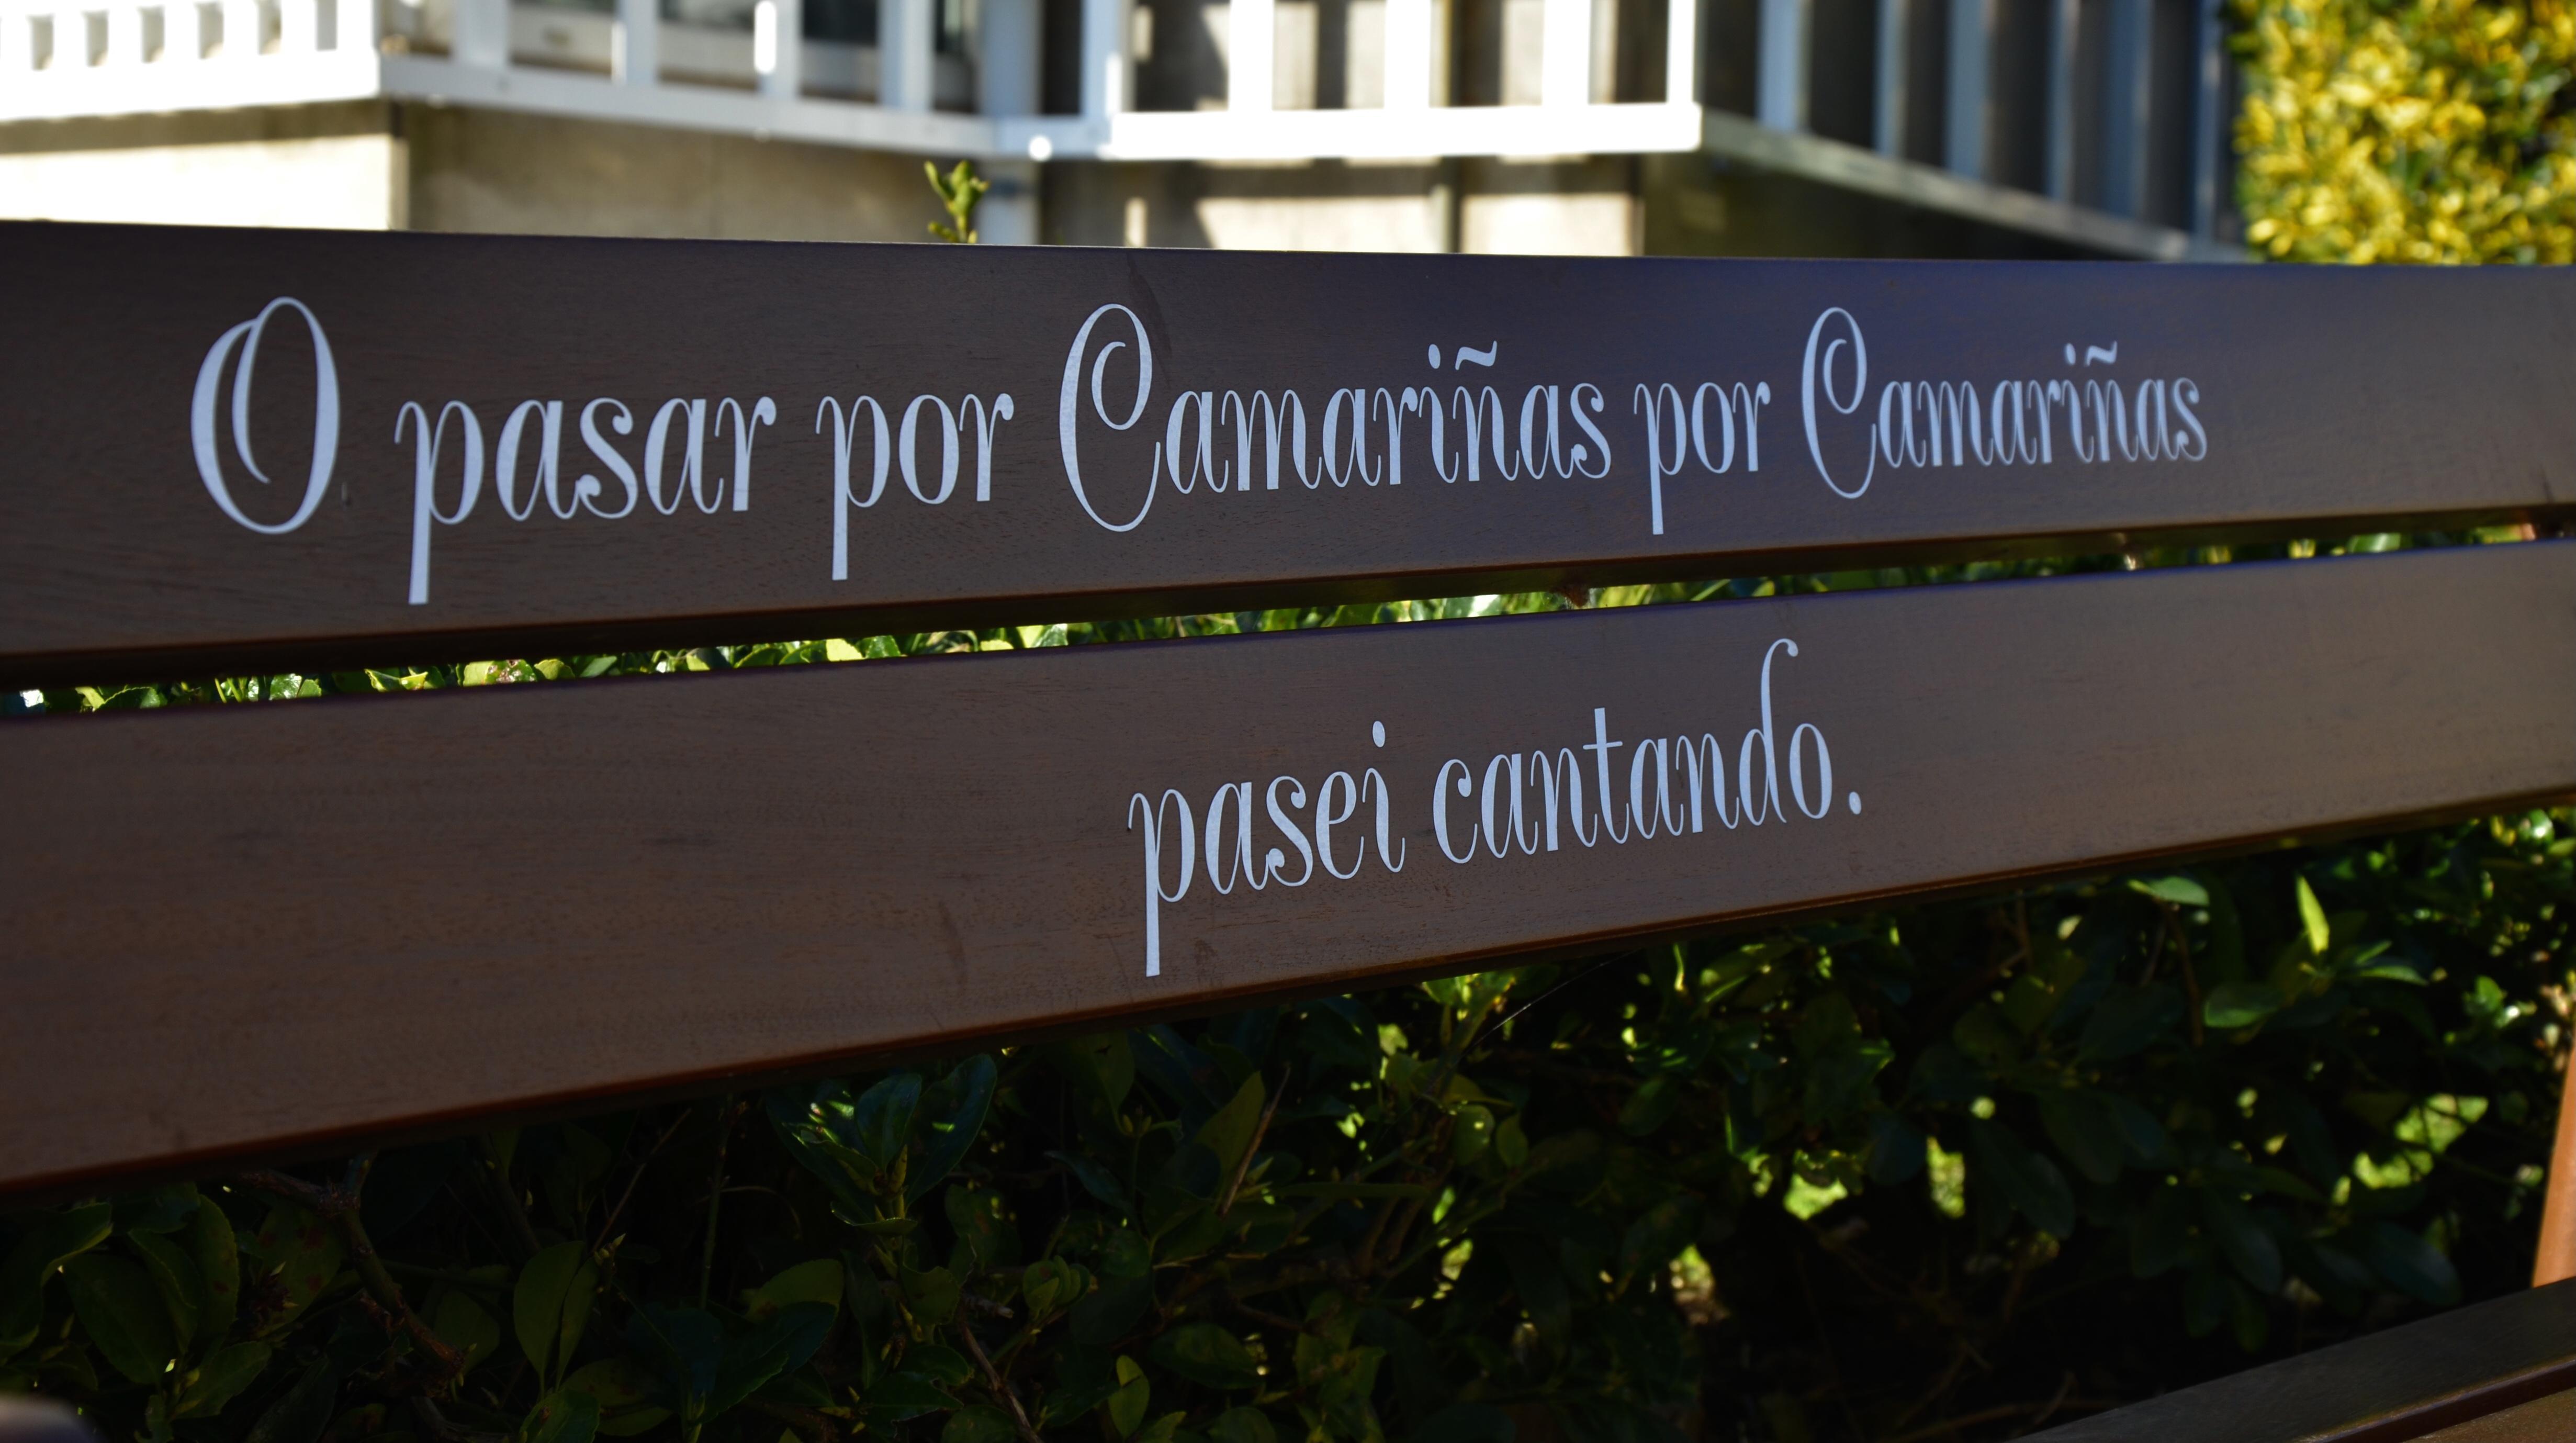 O pasar por Camariñas por Camariñas
pasei cantando.